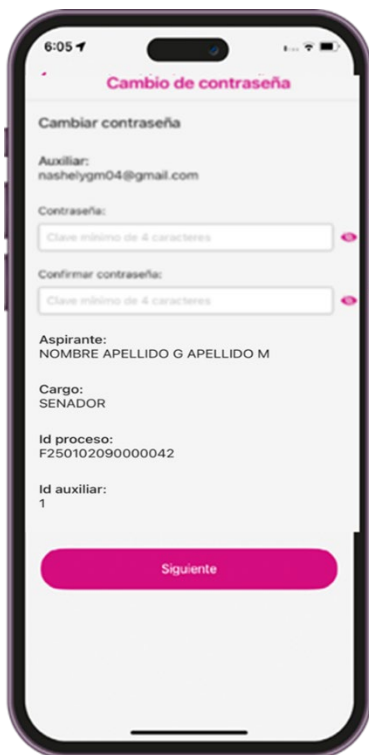 6:05
Cambio de contraseña
Cambiar contraseña
Auxiliar:
nashelygm04@gmail.com
Contraseña:
Clave mínimo de 4 caracteres
Confirmar contraseña:
Clave mínimo de 4 caracteres
Aspirante:
NOMBRE APELLIDO G APELLIDO M
Cargo:
SENADOR
Id proceso:
F250102090000042
Id auxiliar:
1
Siguiente